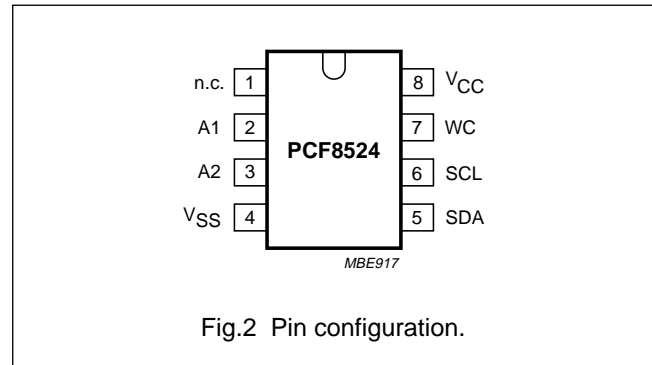 n.c. 1 8 VCC
A1 2 7 WC
PCF8524
A2 3 6 SCL
VSS 4 5 SDA
MBE917
Fig.2 Pin configuration.